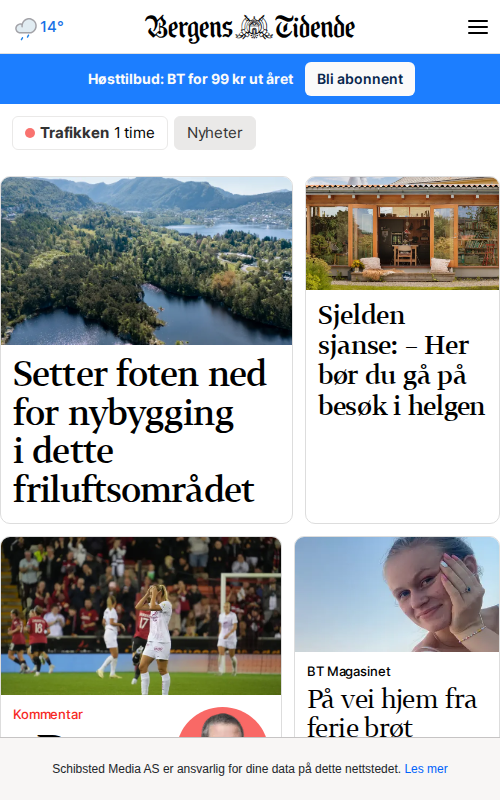 14°
Bergens Tidende
Høsttilbud: BT for 99 kr ut året
Bli abonnent
Trafikken 1 time
Nyheter
Setter foten ned
for nybygging
i dette
friluftsområdet
Sjelden
sjanse: – Her
bør du gå på
besøk i helgen
Kommentar
BT Magasinet
På vei hjem fra
ferie brøt
Schibsted Media AS er ansvarlig for dine data på dette nettstedet. Les mer